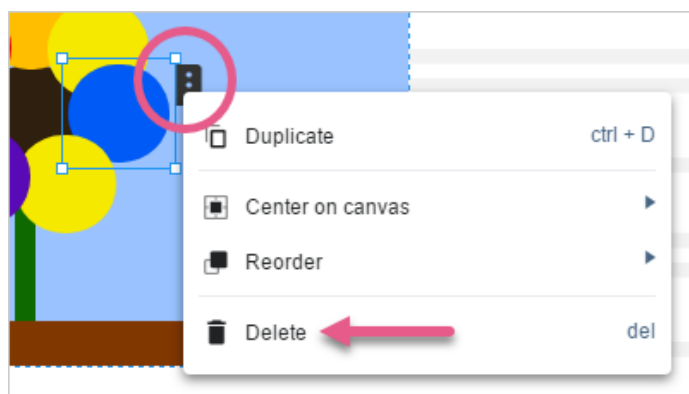 Duplicate ctrl + D
Center on canvas
Reorder
Delete del